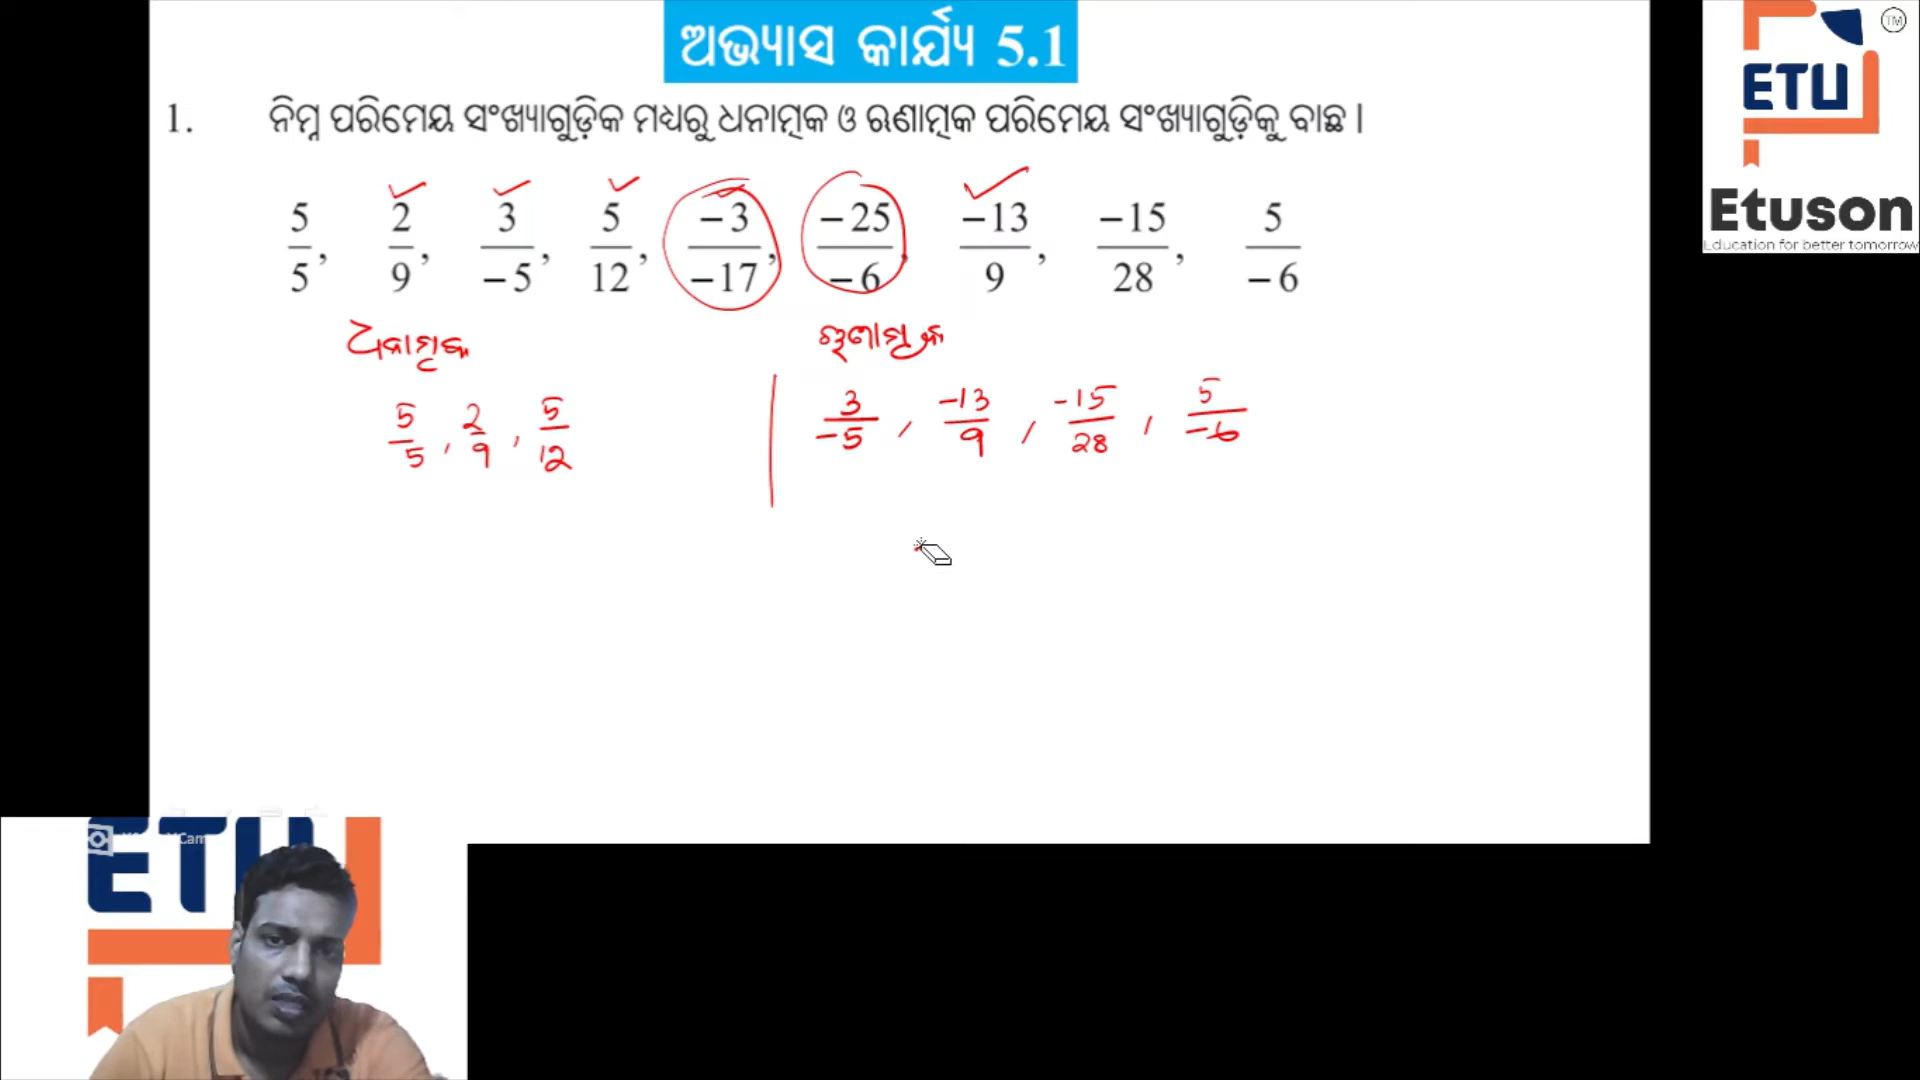 ଅଭ୍ୟାସ କାର୍ଯ୍ୟ 5.1
1. ନିମ୍ନ ପରିମେୟ ସଂଖ୍ୟାଗୁଡ଼ିକ ମଧ୍ୟରୁ ଧନାତ୍ମକ ଓ ଋଣାତ୍ମକ ପରିମେୟ ସଂଖ୍ୟାଗୁଡ଼ିକୁ ବାଛ ।
5/5, 2/9, 3/−5, 5/12, −3/−17, −25/−6, −13/9, −15/28, 5/−6
ଧନାତ୍ମକ
5/5, 2/9, 5/12
ଋଣାତ୍ମକ
3/−5, −13/9, −15/28, 5/−6
ETU
TM
Etuson
Education for better tomorrow
ETU